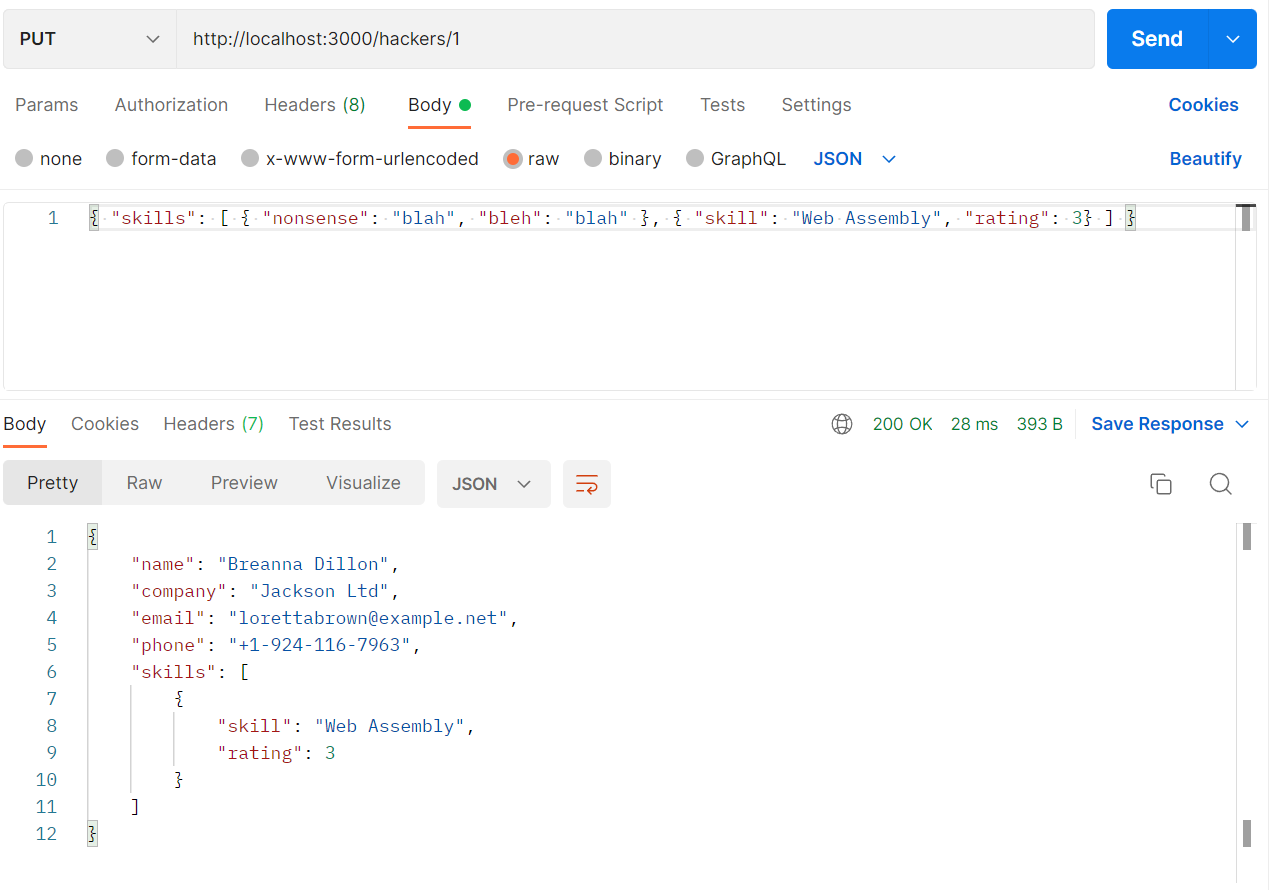 PUT http://localhost:3000/hackers/1 Send
Params Authorization Headers (8) Body Pre-request Script Tests Settings Cookies
none form-data x-www-form-urlencoded raw binary GraphQL JSON Beautify
1 { "skills": [ { "nonsense": "blah", "bleh": "blah" }, { "skill": "Web Assembly", "rating": 3} ] }
Body Cookies Headers (7) Test Results 200 OK 28 ms 393 B Save Response
Pretty Raw Preview Visualize JSON
1 {
2 "name": "Breanna Dillon",
3 "company": "Jackson Ltd",
4 "email": "lorettabrown@example.net",
5 "phone": "+1-924-116-7963",
6 "skills": [
7 {
8 "skill": "Web Assembly",
9 "rating": 3
10 }
11 ]
12 }